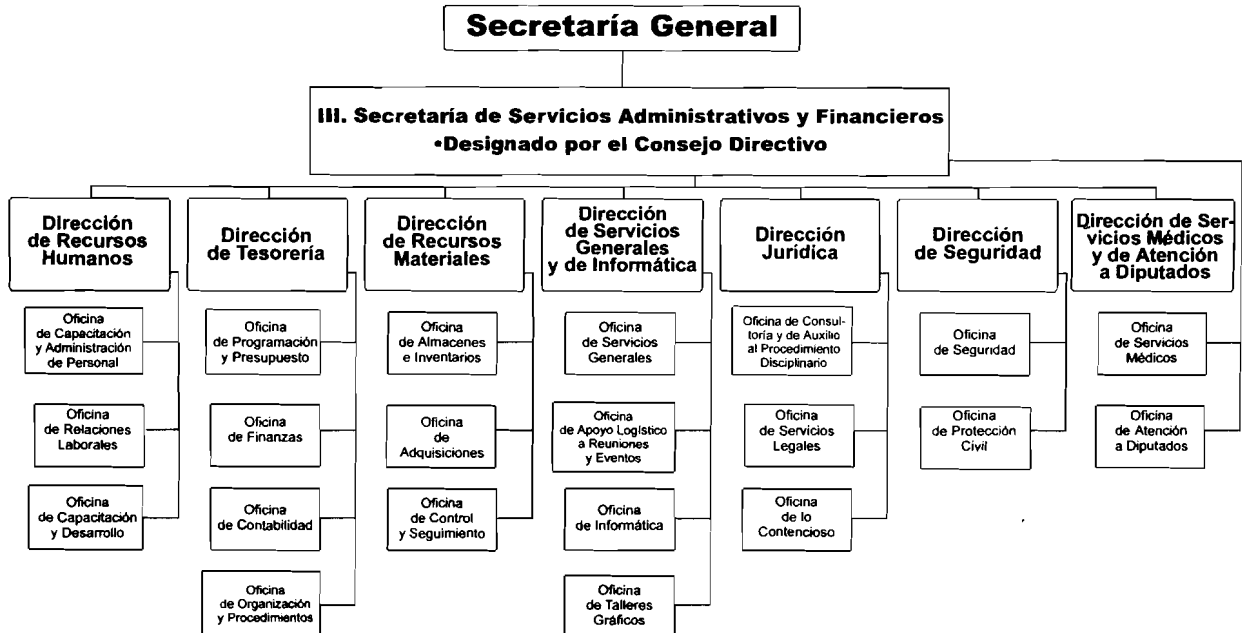 Secretaría General
III. Secretaría de Servicios Administrativos y Financieros
•Designado por el Consejo Directivo
Dirección
de Recursos
Humanos
Oficina
de Capacitación
y Administración
de Personal
Oficina
de Relaciones
Laborales
Oficina
de Capacitación
y Desarrollo
Dirección
de Tesorería
Oficina
de Programación
y Presupuesto
Oficina
de Finanzas
Oficina
de Contabilidad
Oficina
de Organización
y Procedimientos
Dirección
de Recursos
Materiales
Oficina
de Almacenes
e Inventarios
Oficina
de
Adquisiciones
Oficina
de Control
y Seguimiento
Dirección
de Servicios
Generales
y de Informática
Oficina
de Servicios
Generales
Oficina
de Apoyo Logístico
a Reuniones
y Eventos
Oficina
de Informática
Oficina
de Talleres
Gráficos
Dirección
Jurídica
Oficina de Consul-
toría y de Auxilio
al Procedimiento
Disciplinario
Oficina
de Servicios
Legales
Oficina
de lo
Contencioso
Dirección
de Seguridad
Oficina
de Seguridad
Oficina
de Protección
Civil
Dirección de Ser-
vicios Médicos
y de Atención
a Diputados
Oficina
de Servicios
Médicos
Oficina
de Atención
a Diputados